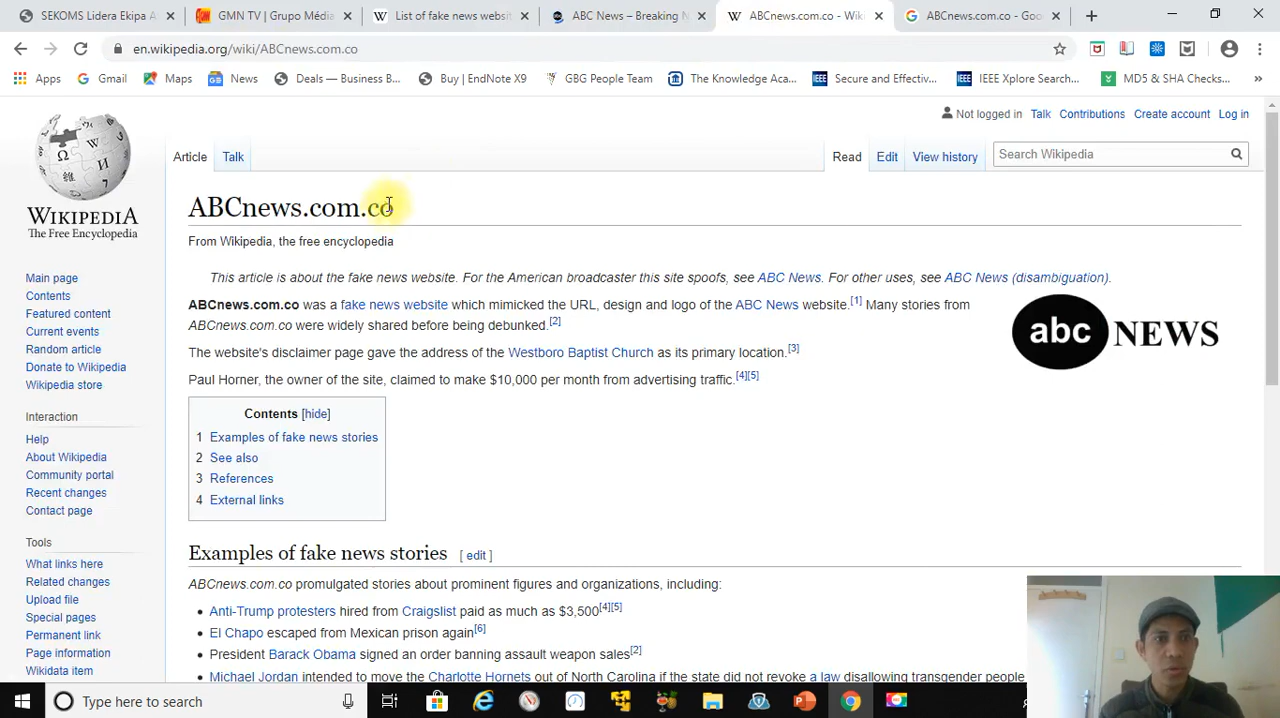 SEKOMS Lidera Ekipa A
GMN TV | Grupo Média
List of fake news websi
ABC News – Breaking N
ABCnews.com.co - Wiki
ABCnews.com.co - Goo
en.wikipedia.org/wiki/ABCnews.com.co
Apps Gmail Maps News Deals — Business B... Buy | EndNote X9 GBG People Team The Knowledge Aca... Secure and Effectiv... IEEE Xplore Search... MD5 & SHA Checks... »
Not logged in Talk Contributions Create account Log in
Article Talk Read Edit View history Search Wikipedia
WIKIPEDIA
The Free Encyclopedia
ABCnews.com.co
From Wikipedia, the free encyclopedia
This article is about the fake news website. For the American broadcaster this site spoofs, see ABC News. For other uses, see ABC News (disambiguation).
ABCnews.com.co was a fake news website which mimicked the URL, design and logo of the ABC News website.[1] Many stories from
ABCnews.com.co were widely shared before being debunked.[2]
The website's disclaimer page gave the address of the Westboro Baptist Church as its primary location.[3]
Paul Horner, the owner of the site, claimed to make $10,000 per month from advertising traffic.[4][5]
abc NEWS
Contents [hide]
1 Examples of fake news stories
2 See also
3 References
4 External links
Examples of fake news stories [ edit ]
ABCnews.com.co promulgated stories about prominent figures and organizations, including:
• Anti-Trump protesters hired from Craigslist paid as much as $3,500[4][5]
• El Chapo escaped from Mexican prison again[6]
• President Barack Obama signed an order banning assault weapon sales[2]
• Michael Jordan intended to move the Charlotte Hornets out of North Carolina if the state did not revoke a law disallowing transgender people
Main page
Contents
Featured content
Current events
Random article
Donate to Wikipedia
Wikipedia store
Interaction
Help
About Wikipedia
Community portal
Recent changes
Contact page
Tools
What links here
Related changes
Upload file
Special pages
Permanent link
Page information
Wikidata item
Type here to search